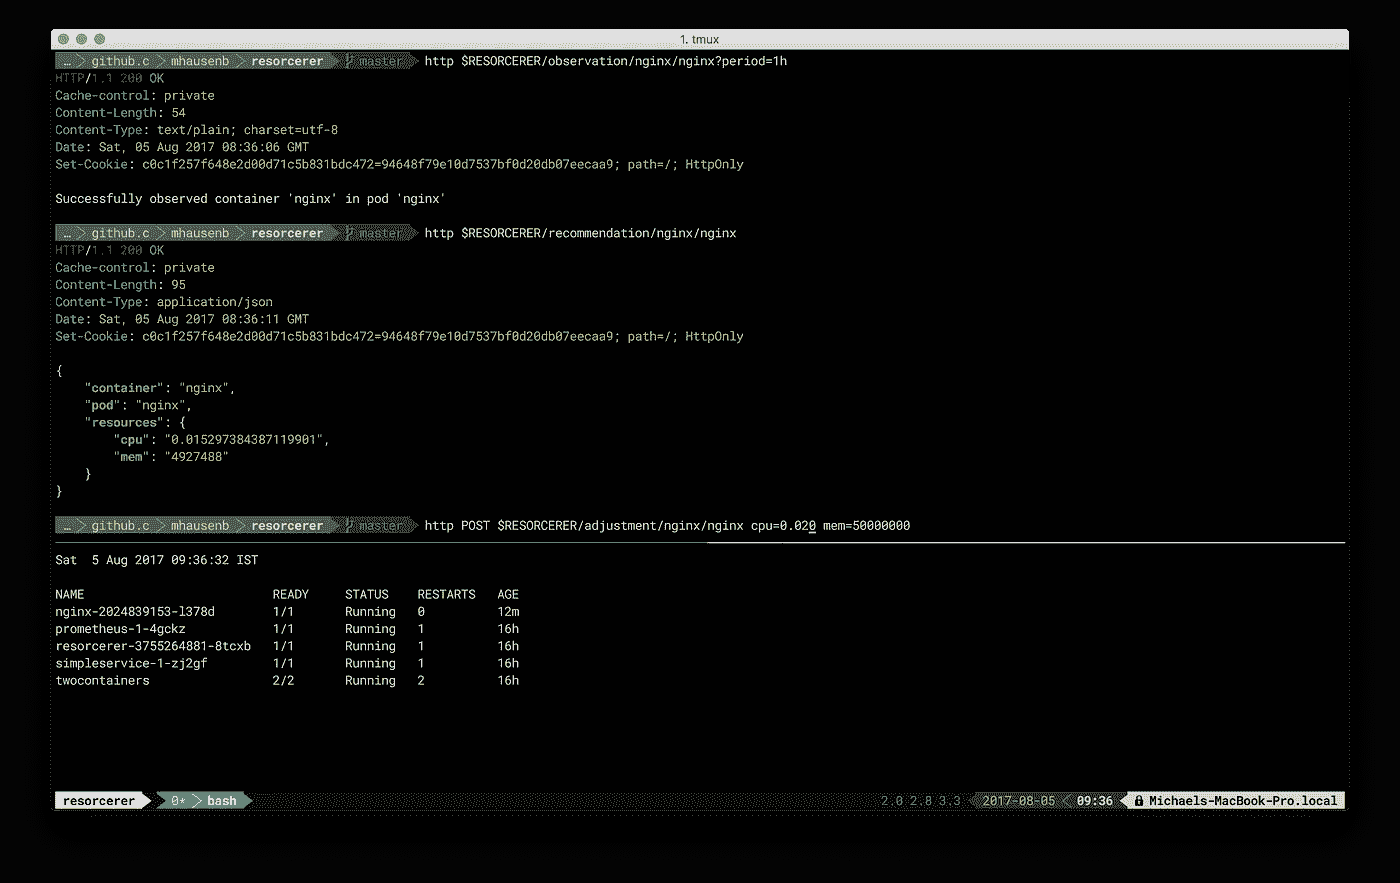 1. tmux
… github.c mhausenb resorcerer master http $RESORCERER/observation/nginx/nginx?period=1h
HTTP/1.1 200 OK
Cache-control: private
Content-Length: 54
Content-Type: text/plain; charset=utf-8
Date: Sat, 05 Aug 2017 08:36:06 GMT
Set-Cookie: c0c1f257f648e2d00d71c5b831bdc472=94648f79e10d7537bf0d20db07eecaa9; path=/; HttpOnly
Successfully observed container 'nginx' in pod 'nginx'
… github.c mhausenb resorcerer master http $RESORCERER/recommendation/nginx/nginx
HTTP/1.1 200 OK
Cache-control: private
Content-Length: 95
Content-Type: application/json
Date: Sat, 05 Aug 2017 08:36:11 GMT
Set-Cookie: c0c1f257f648e2d00d71c5b831bdc472=94648f79e10d7537bf0d20db07eecaa9; path=/; HttpOnly
{
    "container": "nginx",
    "pod": "nginx",
    "resources": {
        "cpu": "0.015297384387119901",
        "mem": "4927488"
    }
}
… github.c mhausenb resorcerer master http POST $RESORCERER/adjustment/nginx/nginx cpu=0.020 mem=50000000
Sat  5 Aug 2017 09:36:32 IST
NAME READY STATUS RESTARTS AGE
nginx-2024839153-l378d 1/1 Running 0 12m
prometheus-1-4gckz 1/1 Running 1 16h
resorcerer-3755264881-8tcxb 1/1 Running 1 16h
simpleservice-1-zj2gf 1/1 Running 1 16h
twocontainers 2/2 Running 2 16h
resorcerer 0* bash 2.0 2.8 3.3 2017-08-05 09:36 Michaels-MacBook-Pro.local